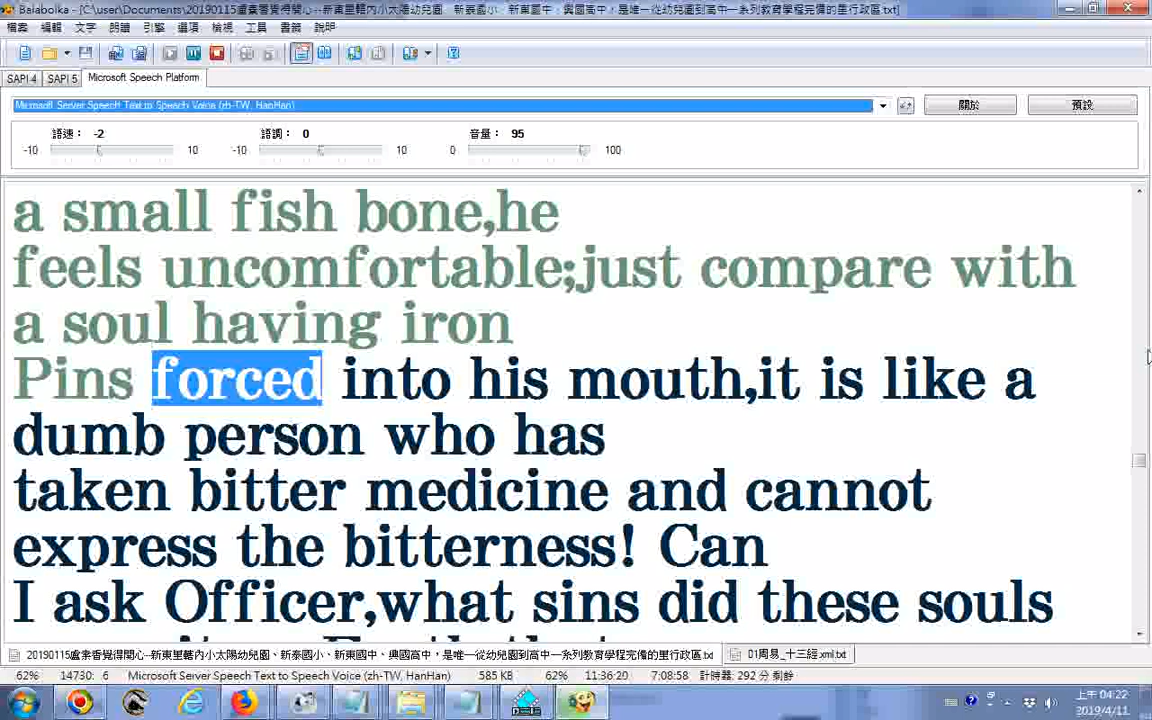 Balabolka - [C:\user\Documents\20190115盧素香覺得開心--新東里轄內小太陽幼兒園、新泰國小、新東國中、興國高中，是唯一從幼兒園到高中一系列教育學程完備的里行政區.txt]
檔案 編輯 文字 朗讀 引擎 選項 檢視 工具 書籤 說明
SAPI 4 SAPI 5 Microsoft Speech Platform
Microsoft Server Speech Text to Speech Voice (zh-TW, HanHan)
關於 預設
語速： -2 語調： 0 音量： 95
-10 10 -10 10 0 100
a small fish bone,he
feels uncomfortable;just compare with
a soul having iron
Pins forced into his mouth,it is like a
dumb person who has
taken bitter medicine and cannot
express the bitterness! Can
I ask Officer,what sins did these souls
20190115盧素香覺得開心--新東里轄內小太陽幼兒園、新泰國小、新東國中、興國高中，是唯一從幼兒園到高中一系列教育學程完備的里行政區.txt 01周易_十三經.xml.txt
62% 14730: 6 Microsoft Server Speech Text to Speech Voice (zh-TW, HanHan) 585 KB 62% 11:36:20 7:08:58 計時器: 292 分 剩餘
上午 04:22
2019/4/11